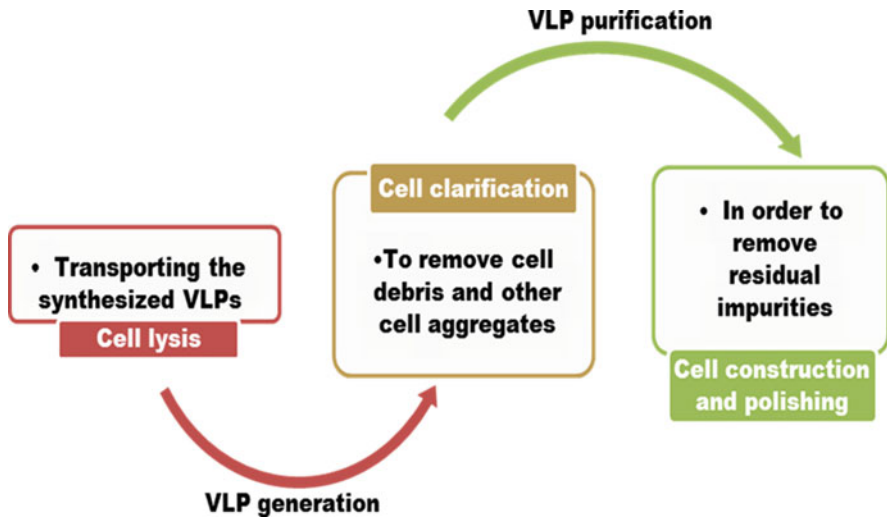 VLP purification
Cell clarification
•To remove cell
debris and other
cell aggregates
• In order to
remove
residual
impurities
Cell construction
and polishing
• Transporting the
synthesized VLPs
Cell lysis
VLP generation